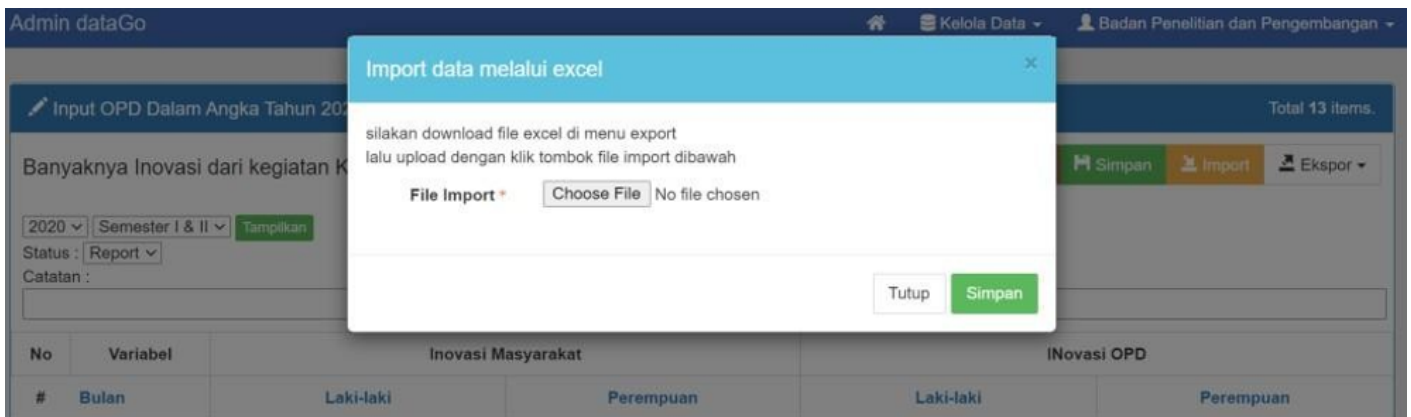 Admin dataGo Kelola Data Badan Penelitian dan Pengembangan
Import data melalui excel ×
Input OPD Dalam Angka Tahun 202 Total 13 items.
silakan download file excel di menu export
lalu upload dengan klik tombok file import dibawah
Banyaknya Inovasi dari kegiatan K Simpan Import Ekspor
File Import * Choose File No file chosen
2020 Semester I & II Tampilkan
Status : Report
Catatan :
Tutup Simpan
No Variabel Inovasi Masyarakat INovasi OPD
# Bulan Laki-laki Perempuan Laki-laki Perempuan